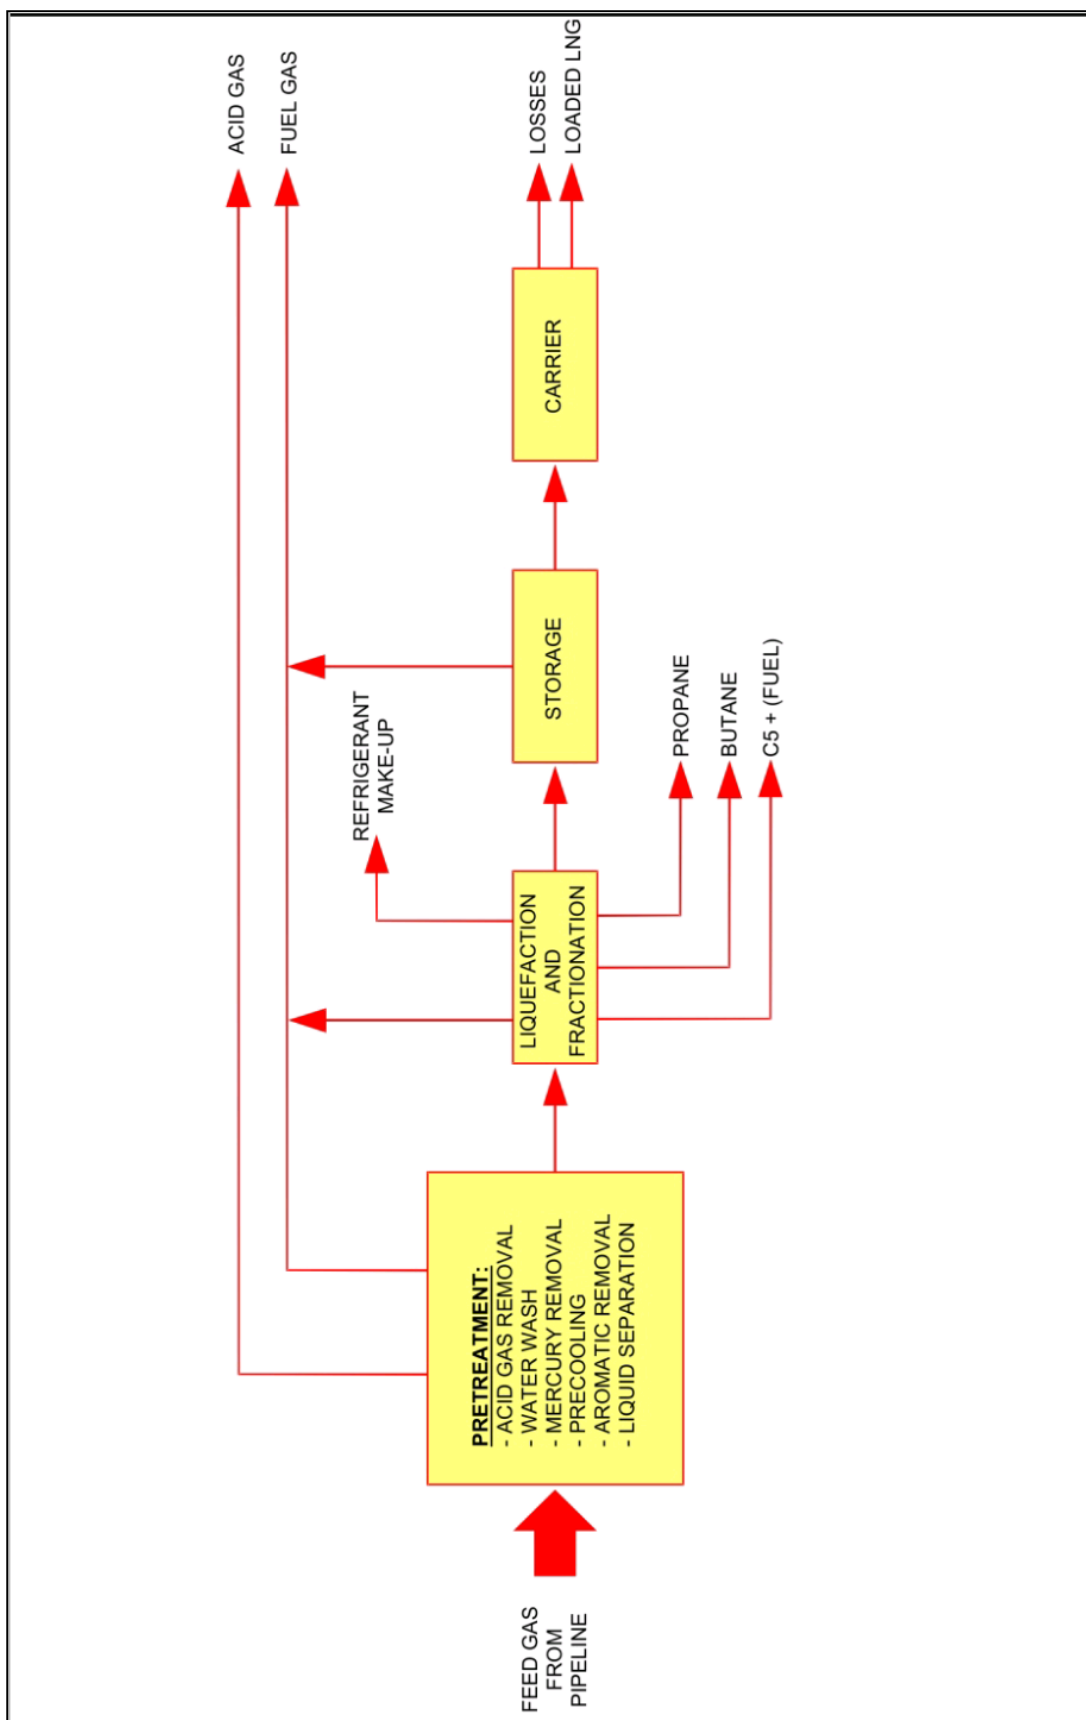 ACID GAS
FUEL GAS
FEED GAS
FROM
PIPELINE
PRETREATMENT:
- ACID GAS REMOVAL
- WATER WASH
- MERCURY REMOVAL
- PRECOOLING
- AROMATIC REMOVAL
- LIQUID SEPARATION
REFRIGERANT
MAKE-UP
LIQUEFACTION
AND
FRACTIONATION
STORAGE
CARRIER
LOSSES
LOADED LNG
PROPANE
BUTANE
C5 + (FUEL)